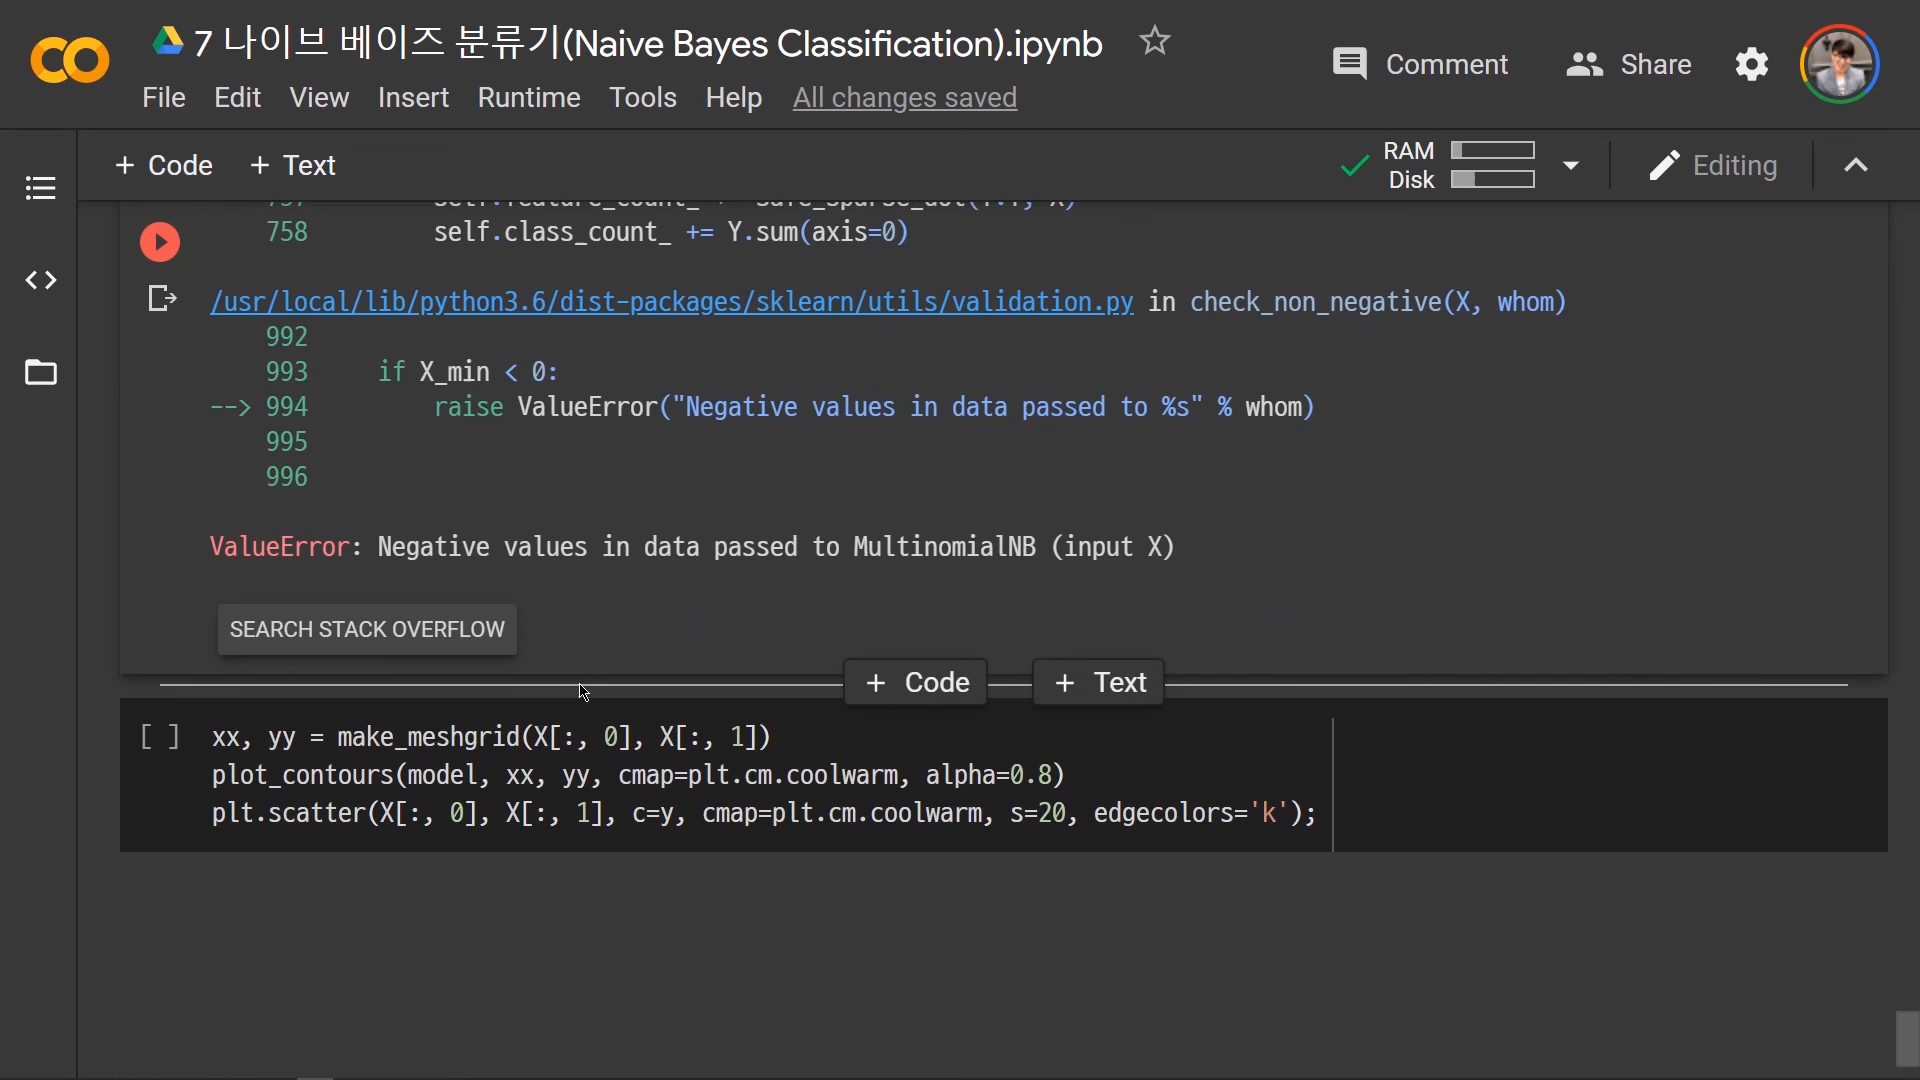 7 나이브 베이즈 분류기(Naive Bayes Classification).ipynb
Comment
Share
File Edit View Insert Runtime Tools Help All changes saved
+ Code + Text
RAM
Disk
Editing
758 self.class_count_ += Y.sum(axis=0)
/usr/local/lib/python3.6/dist-packages/sklearn/utils/validation.py in check_non_negative(X, whom)
992
993 if X_min < 0:
--> 994 raise ValueError("Negative values in data passed to %s" % whom)
995
996
ValueError: Negative values in data passed to MultinomialNB (input X)
SEARCH STACK OVERFLOW
+ Code + Text
[ ] xx, yy = make_meshgrid(X[:, 0], X[:, 1])
plot_contours(model, xx, yy, cmap=plt.cm.coolwarm, alpha=0.8)
plt.scatter(X[:, 0], X[:, 1], c=y, cmap=plt.cm.coolwarm, s=20, edgecolors='k');